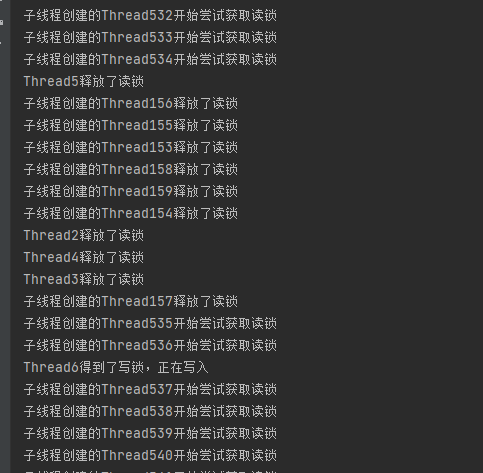 子线程创建的Thread532开始尝试获取读锁
子线程创建的Thread533开始尝试获取读锁
子线程创建的Thread534开始尝试获取读锁
Thread5释放了读锁
子线程创建的Thread156释放了读锁
子线程创建的Thread155释放了读锁
子线程创建的Thread153释放了读锁
子线程创建的Thread158释放了读锁
子线程创建的Thread159释放了读锁
子线程创建的Thread154释放了读锁
Thread2释放了读锁
Thread4释放了读锁
Thread3释放了读锁
子线程创建的Thread157释放了读锁
子线程创建的Thread535开始尝试获取读锁
子线程创建的Thread536开始尝试获取读锁
Thread6得到了写锁，正在写入
子线程创建的Thread537开始尝试获取读锁
子线程创建的Thread538开始尝试获取读锁
子线程创建的Thread539开始尝试获取读锁
子线程创建的Thread540开始尝试获取读锁